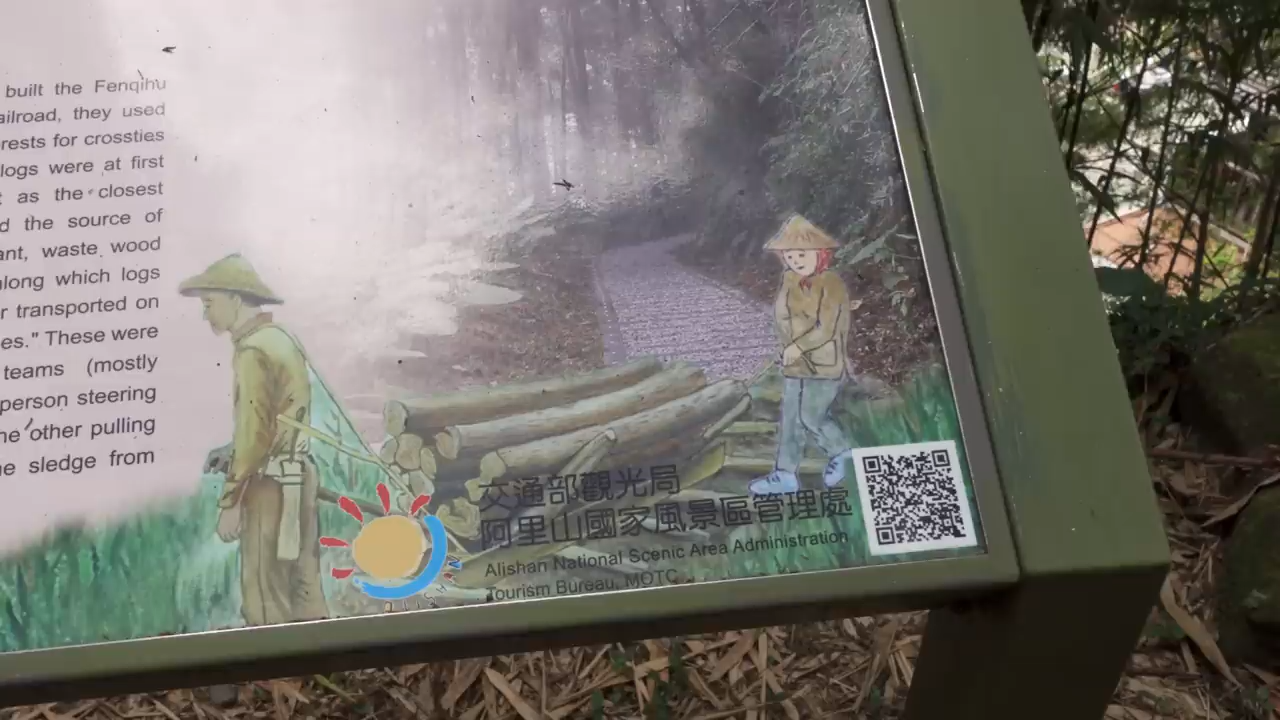 built the Fenqihu
ailroad, they used
rests for crossties
logs were at first
t as the closest
d the source of
ant, waste wood
along which logs
r transported on
es." These were
teams (mostly
person steering
he other pulling
e sledge from
交通部觀光局
阿里山國家風景區管理處
Alishan National Scenic Area Administration
Tourism Bureau, MOTC